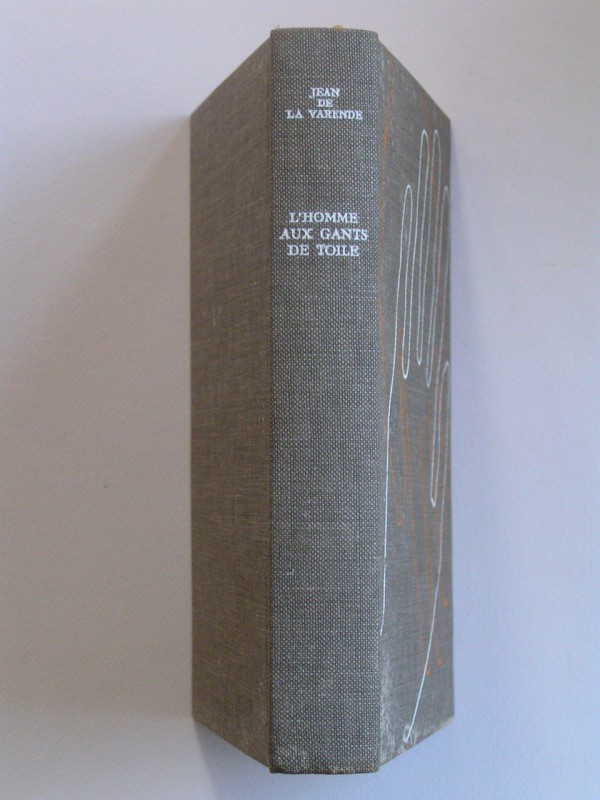 JEAN
DE
LA VARENDE
L'HOMME
AUX GANTS
DE TOILE